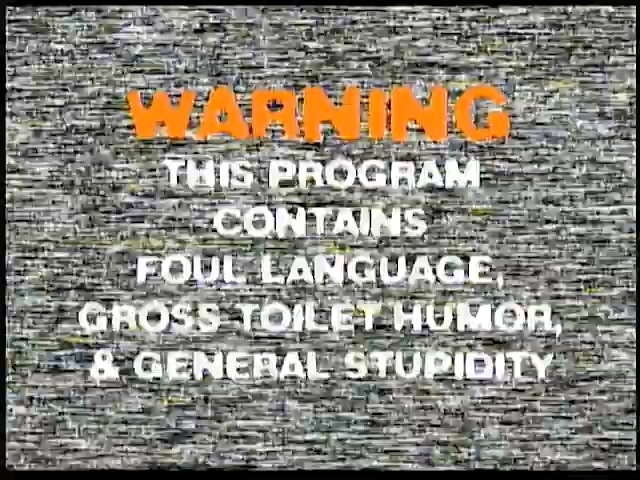 WARNING
THIS PROGRAM
CONTAINS
FOUL LANGUAGE,
GROSS TOILET HUMOR,
& GENERAL STUPIDITY